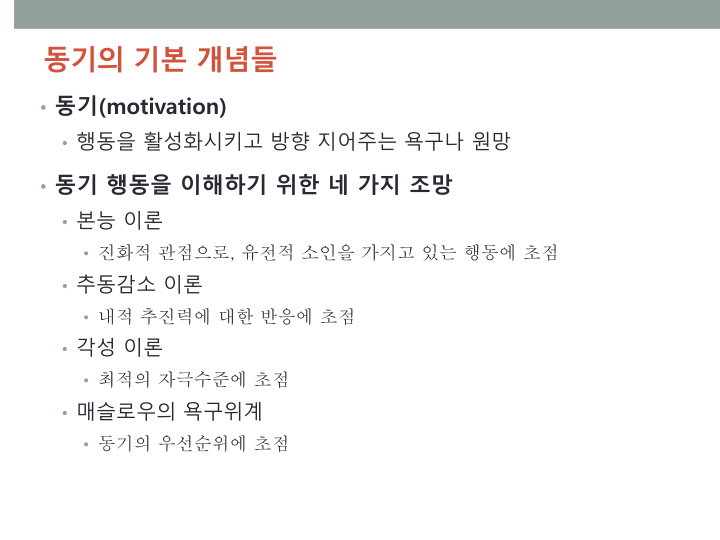 동기의 기본 개념들
• 동기(motivation)
• 행동을 활성화시키고 방향 지어주는 욕구나 원망
• 동기 행동을 이해하기 위한 네 가지 조망
• 본능 이론
• 진화적 관점으로, 유전적 소인을 가지고 있는 행동에 초점
• 추동감소 이론
• 내적 추진력에 대한 반응에 초점
• 각성 이론
• 최적의 자극수준에 초점
• 매슬로우의 욕구위계
• 동기의 우선순위에 초점